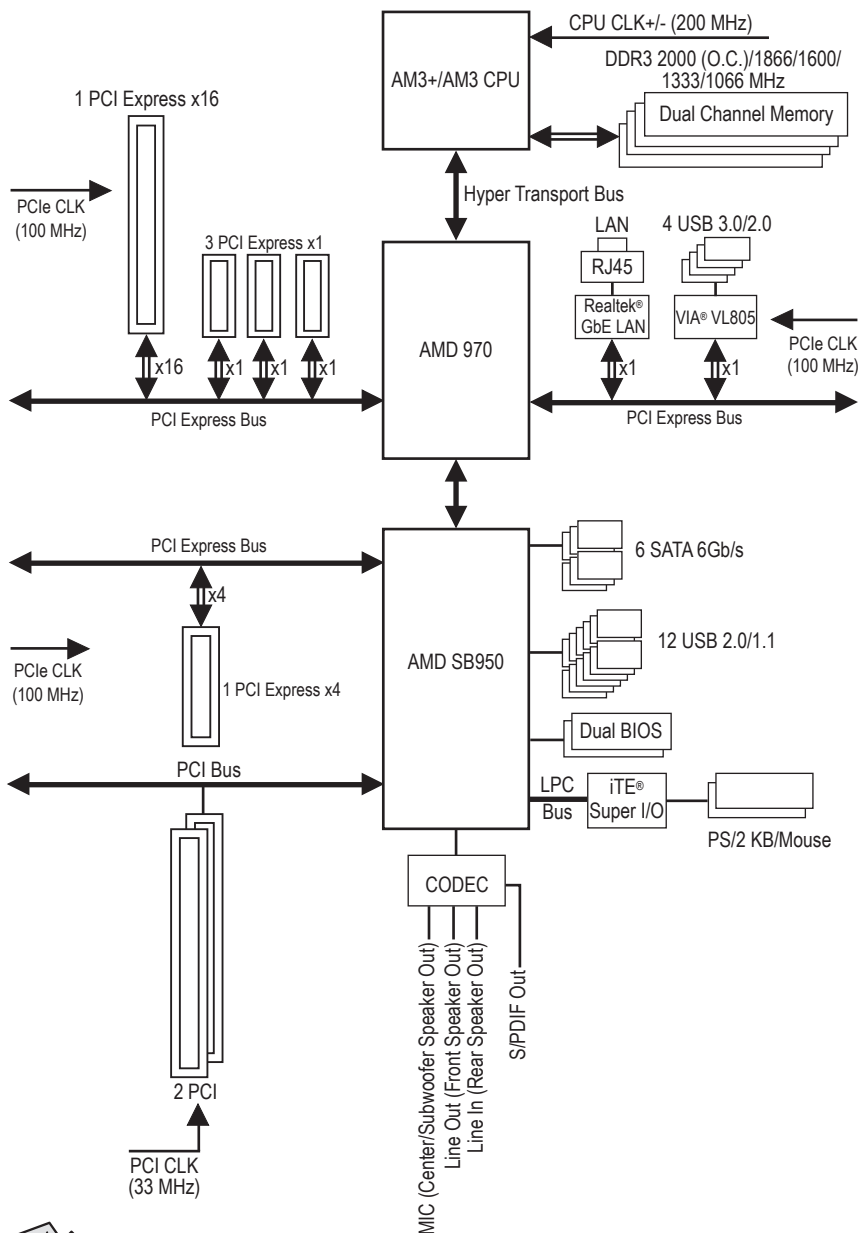 CPU CLK+/- (200 MHz)
DDR3 2000 (O.C.)/1866/1600/
1333/1066 MHz
AM3+/AM3 CPU
Dual Channel Memory
1 PCI Express x16
PCIe CLK
(100 MHz)
Hyper Transport Bus
3 PCI Express x1
LAN
RJ45
Realtek®
GbE LAN
4 USB 3.0/2.0
VIA® VL805
PCIe CLK
(100 MHz)
AMD 970
x16
x1
x1
x1
x1
x1
PCI Express Bus
PCI Express Bus
PCI Express Bus
x4
PCIe CLK
(100 MHz)
1 PCI Express x4
AMD SB950
6 SATA 6Gb/s
12 USB 2.0/1.1
Dual BIOS
PCI Bus
LPC
Bus
iTE®
Super I/O
PS/2 KB/Mouse
CODEC
MIC (Center/Subwoofer Speaker Out)
Line Out (Front Speaker Out)
Line In (Rear Speaker Out)
S/PDIF Out
2 PCI
PCI CLK
(33 MHz)